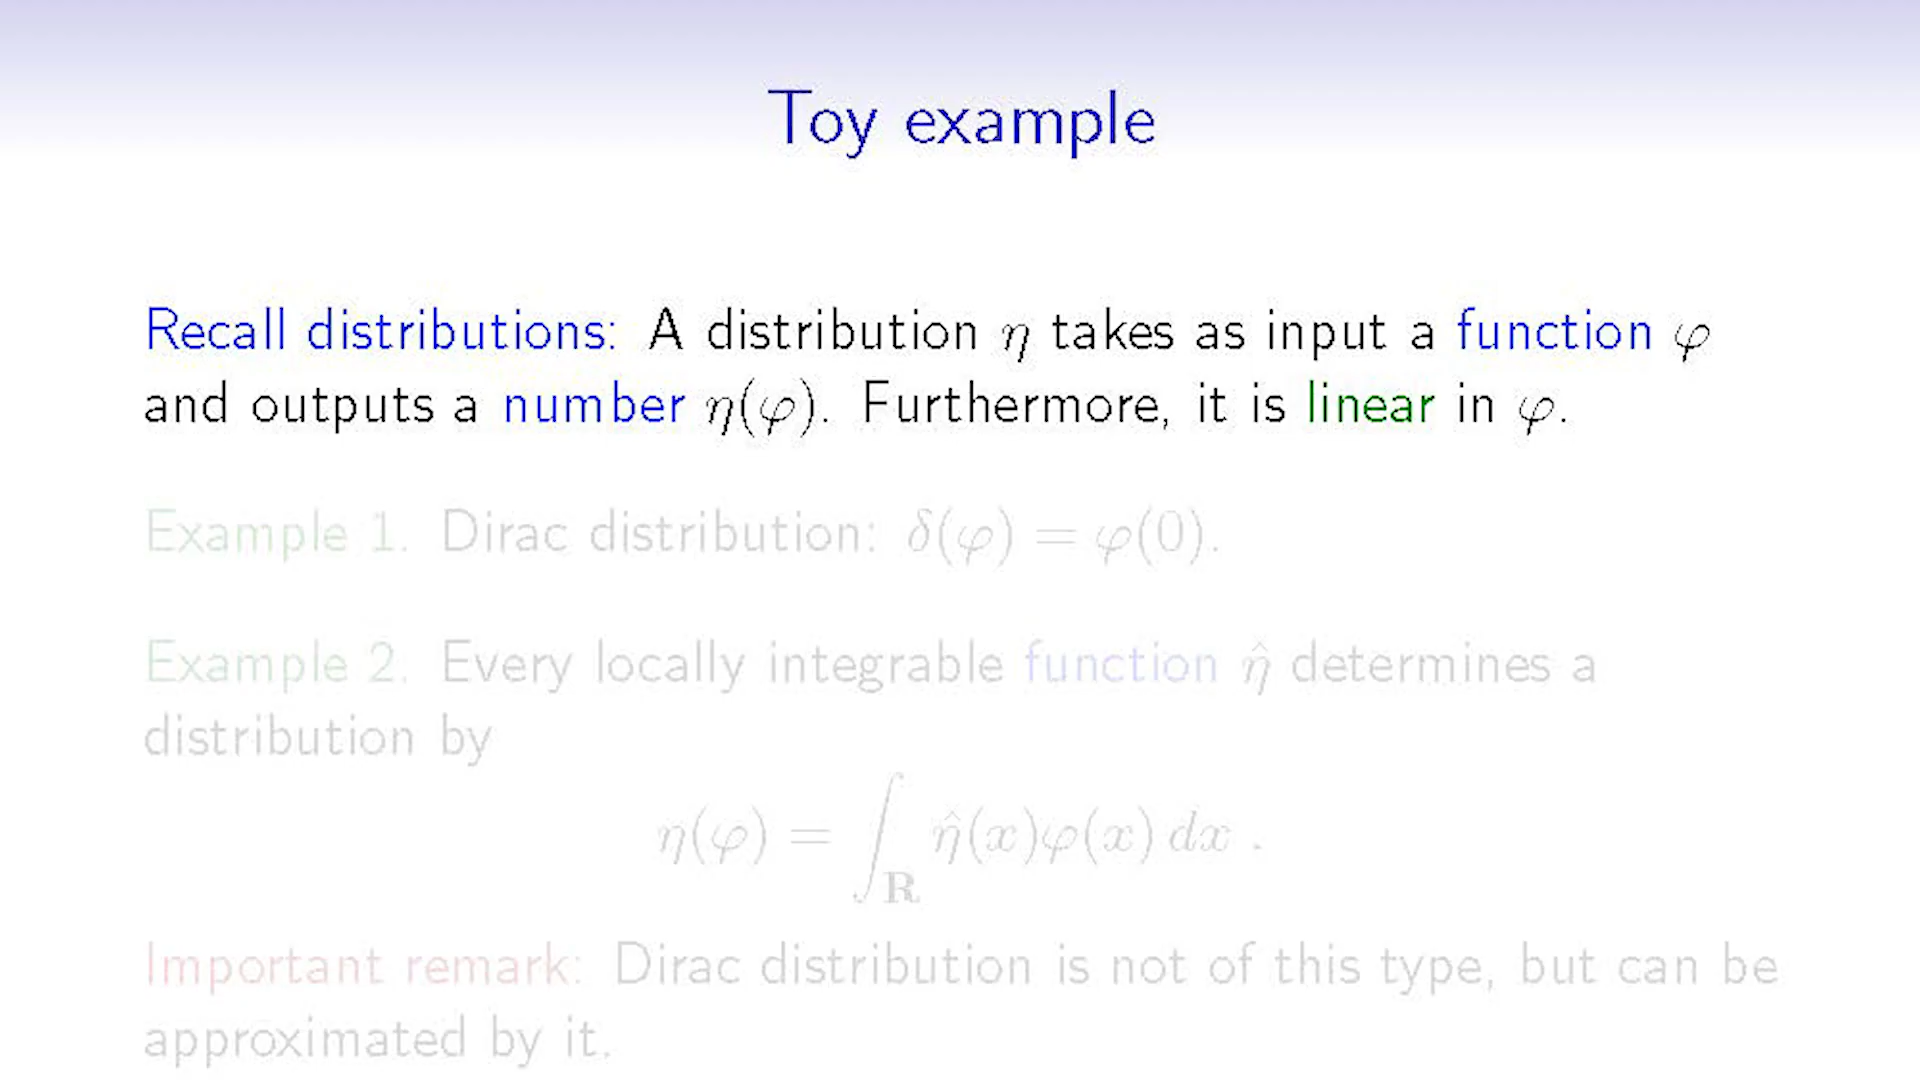 Toy example
Recall distributions: A distribution η takes as input a function φ
and outputs a number η(φ). Furthermore, it is linear in φ.
Example 1. Dirac distribution: δ(φ) = φ(0).
Example 2. Every locally integrable function η̂ determines a
distribution by
η(φ) = ∫_R η̂(x)φ(x) dx .
Important remark: Dirac distribution is not of this type, but can be
approximated by it.